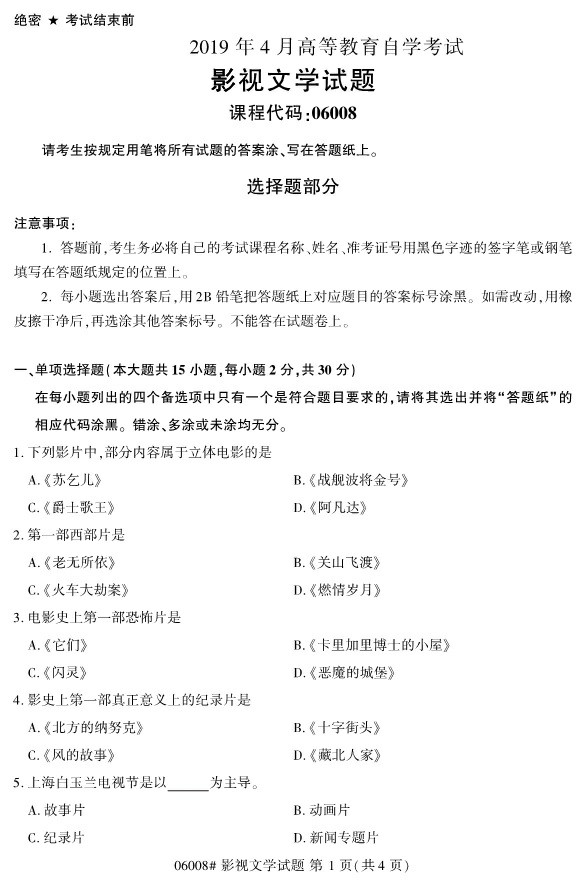 绝密 ★ 考试结束前
2019 年 4 月高等教育自学考试
影视文学试题
课程代码:06008
请考生按规定用笔将所有试题的答案涂、写在答题纸上。
选择题部分
注意事项:
1. 答题前,考生务必将自己的考试课程名称、姓名、准考证号用黑色字迹的签字笔或钢笔
填写在答题纸规定的位置上。
2. 每小题选出答案后,用 2B 铅笔把答题纸上对应题目的答案标号涂黑。如需改动,用橡
皮擦干净后,再选涂其他答案标号。不能答在试题卷上。
一、单项选择题(本大题共 15 小题,每小题 2 分,共 30 分)
在每小题列出的四个备选项中只有一个是符合题目要求的,请将其选出并将“答题纸”的
相应代码涂黑。错涂、多涂或未涂均无分。
1. 下列影片中,部分内容属于立体电影的是
A.《苏乞儿》 B.《战舰波将金号》
C.《爵士歌王》 D.《阿凡达》
2. 第一部西部片是
A.《老无所依》 B.《关山飞渡》
C.《火车大劫案》 D.《燃情岁月》
3. 电影史上第一部恐怖片是
A.《它们》 B.《卡里加里博士的小屋》
C.《闪灵》 D.《恶魔的城堡》
4. 影史上第一部真正意义上的纪录片是
A.《北方的纳努克》 B.《十字街头》
C.《风的故事》 D.《藏北人家》
5. 上海白玉兰电视节是以______为主导。
A. 故事片 B. 动画片
C. 纪录片 D. 新闻专题片
06008# 影视文学试题 第 1 页(共 4 页)